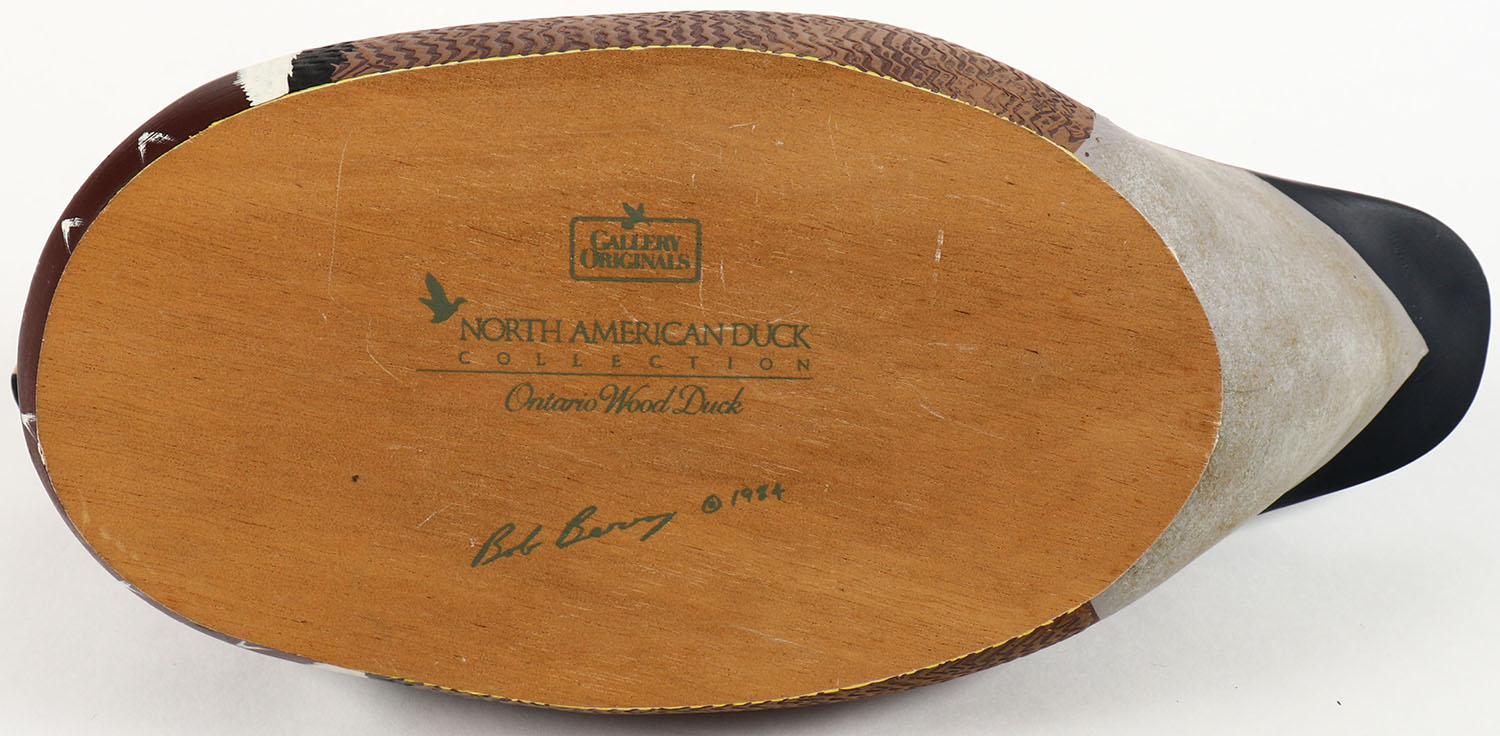 GALLERY
ORIGINALS
NORTH AMERICAN DUCK
COLLECTION
Ontario Wood Duck
Bob Berry © 1984